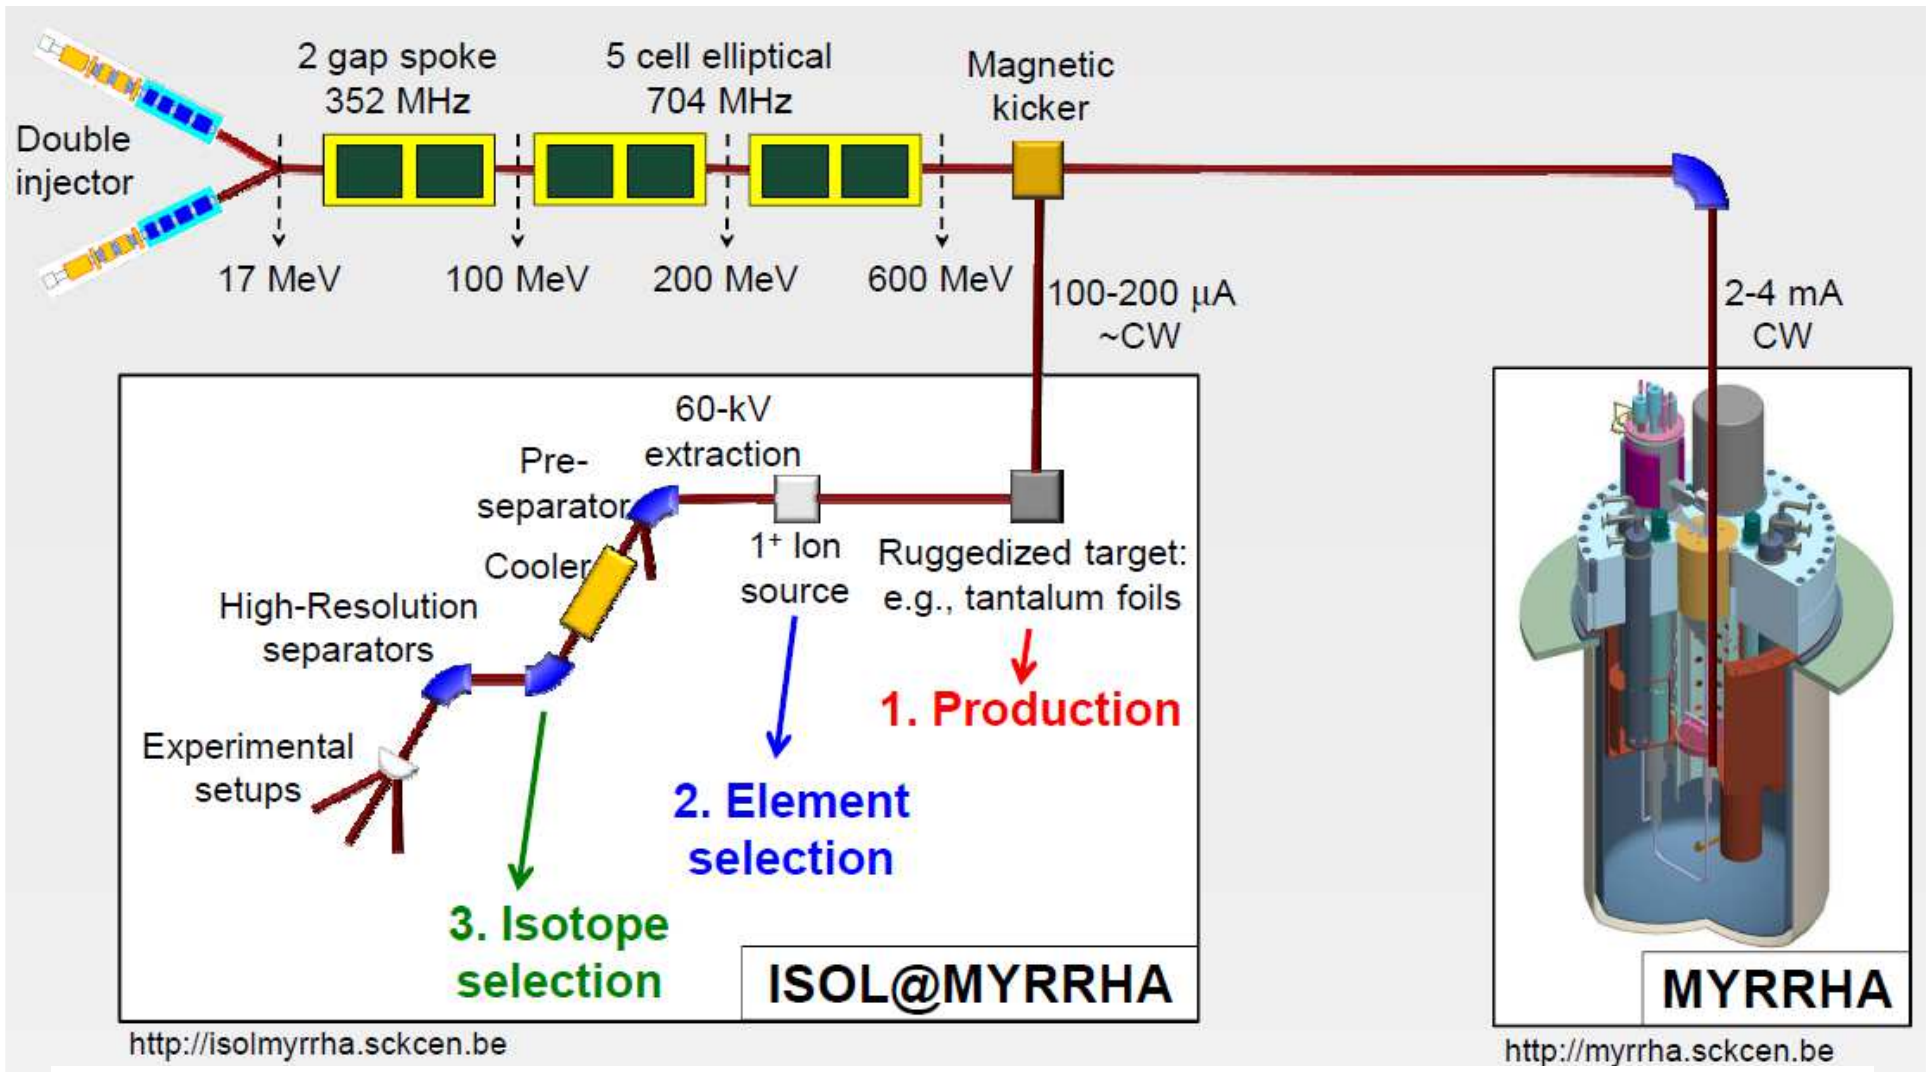 2 gap spoke
352 MHz
5 cell elliptical
704 MHz
Magnetic
kicker
Double
injector
17 MeV
100 MeV
200 MeV
600 MeV
100-200 µA
~CW
2-4 mA
CW
60-kV
extraction
Pre-
separator
Cooler
1+ Ion
source
Ruggedized target:
e.g., tantalum foils
High-Resolution
separators
Experimental
setups
1. Production
2. Element
selection
3. Isotope
selection
ISOL@MYRRHA
MYRRHA
http://isolmyrrha.sckcen.be
http://myrrha.sckcen.be